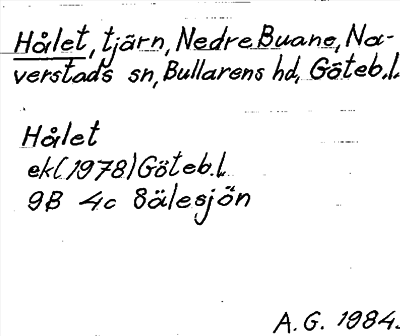 Hålet, tjärn, Nedre Buane, Na-
verstads sn, Bullarens hd, Göteb.l.
Hålet
ek(1978)Göteb.l.
9B 4c Sälesjön
A.G. 1984.